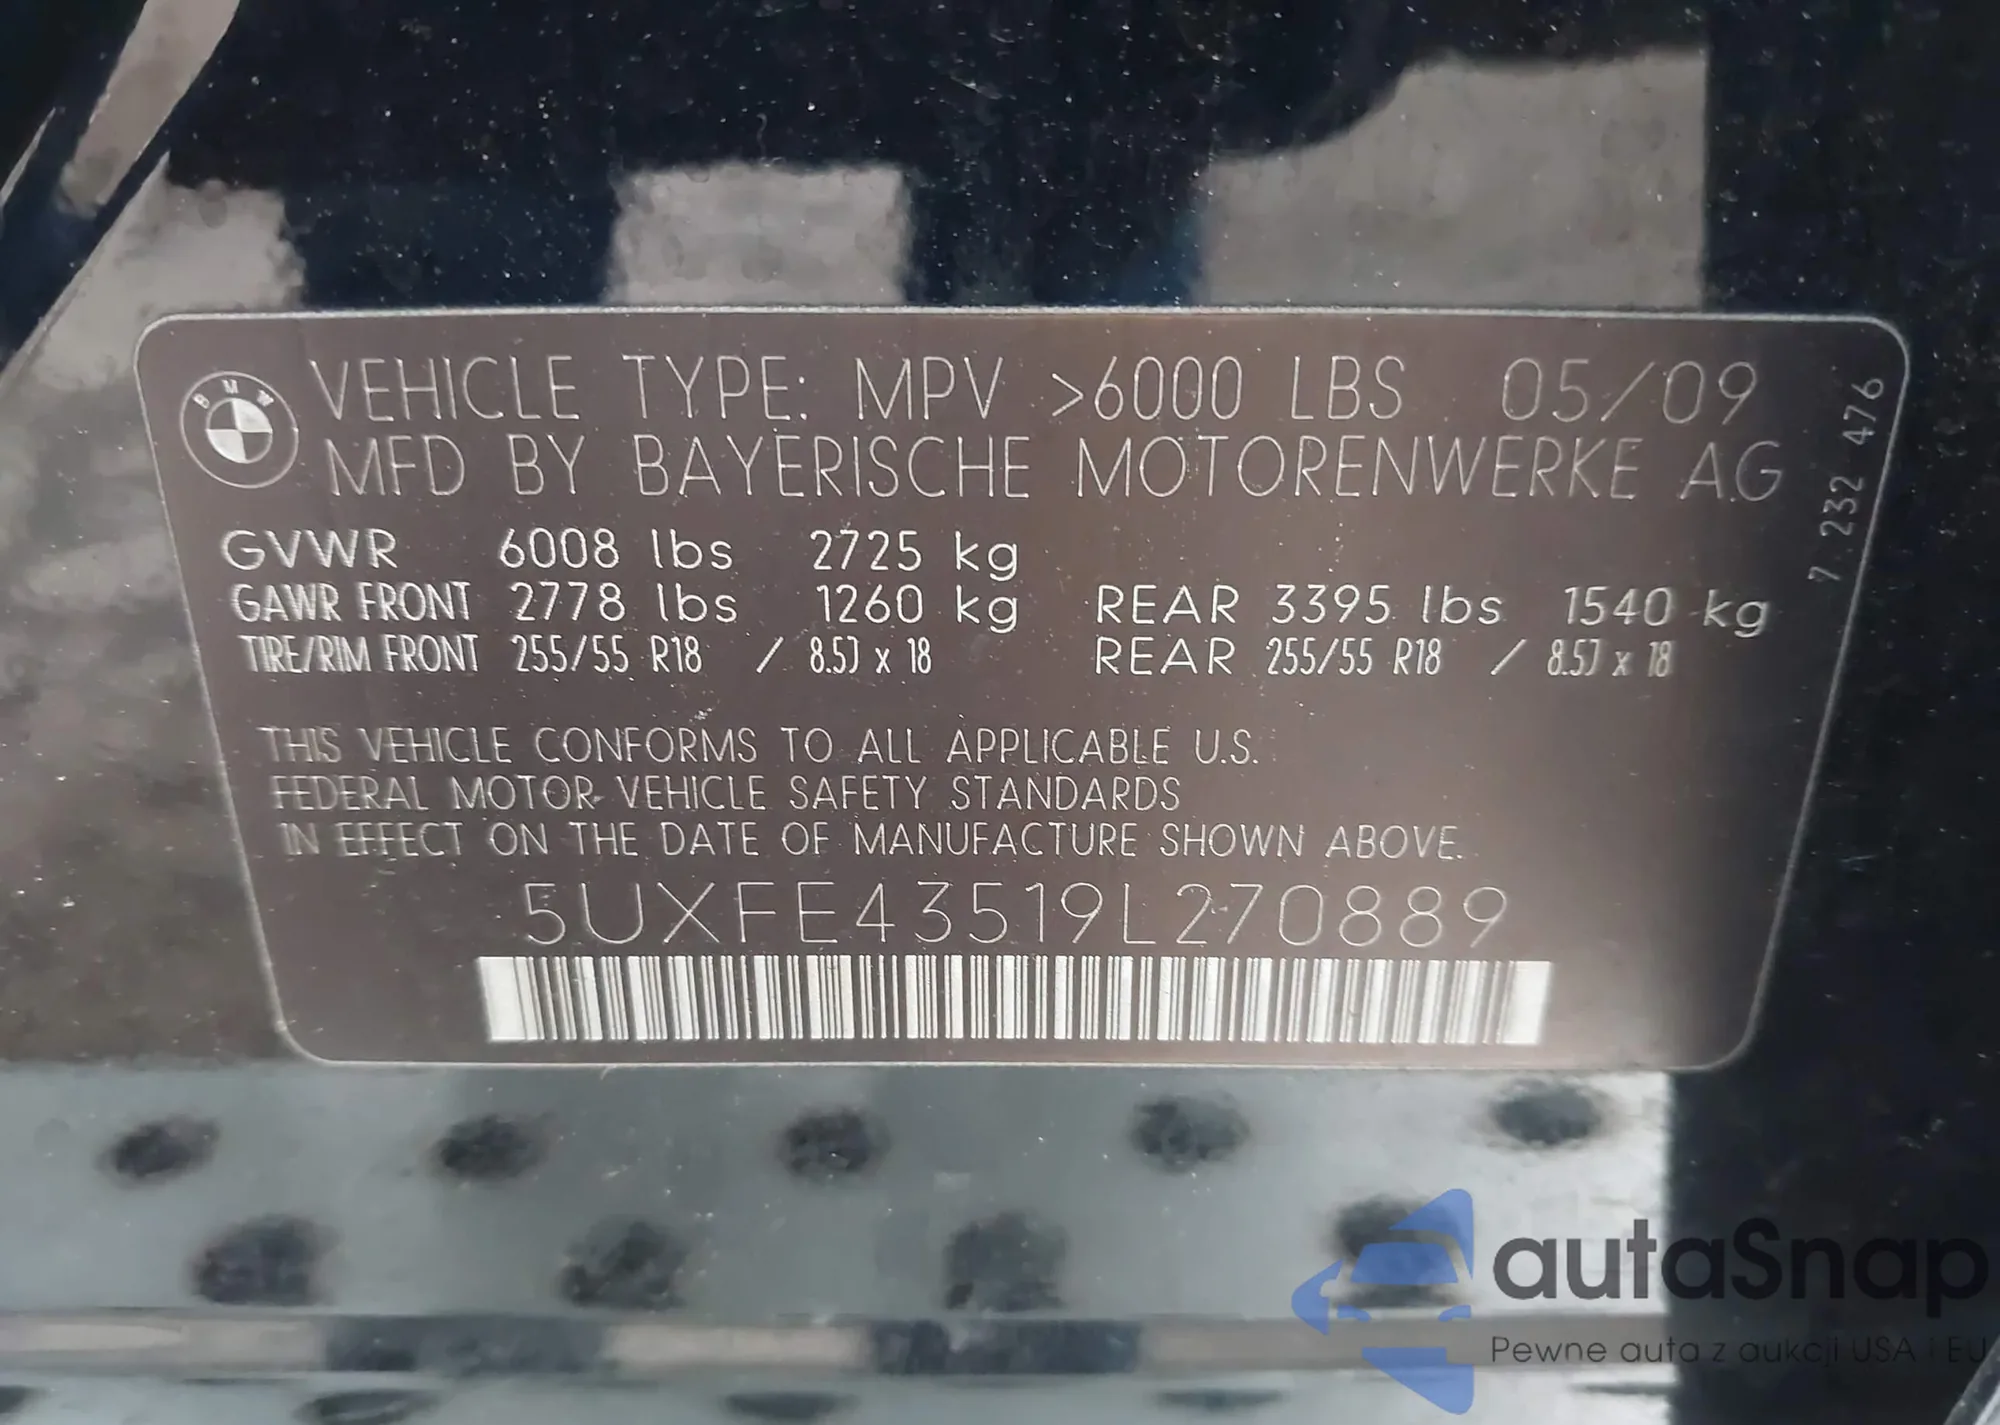 BMW
VEHICLE TYPE: MPV >6000 LBS 05/09
MFD BY BAYERISCHE MOTORENWERKE AG
7 232 476
GVWR 6008 lbs 2725 kg
GAWR FRONT 2778 lbs 1260 kg REAR 3395 lbs 1540 kg
TIRE/RIM FRONT 255/55 R18 / 8.5J x 18 REAR 255/55 R18 / 8.5J x 18
THIS VEHICLE CONFORMS TO ALL APPLICABLE U.S.
FEDERAL MOTOR VEHICLE SAFETY STANDARDS
IN EFFECT ON THE DATE OF MANUFACTURE SHOWN ABOVE.
5UXFE43519L270889
autaSnap
Pewne auta z aukcji USA i EU